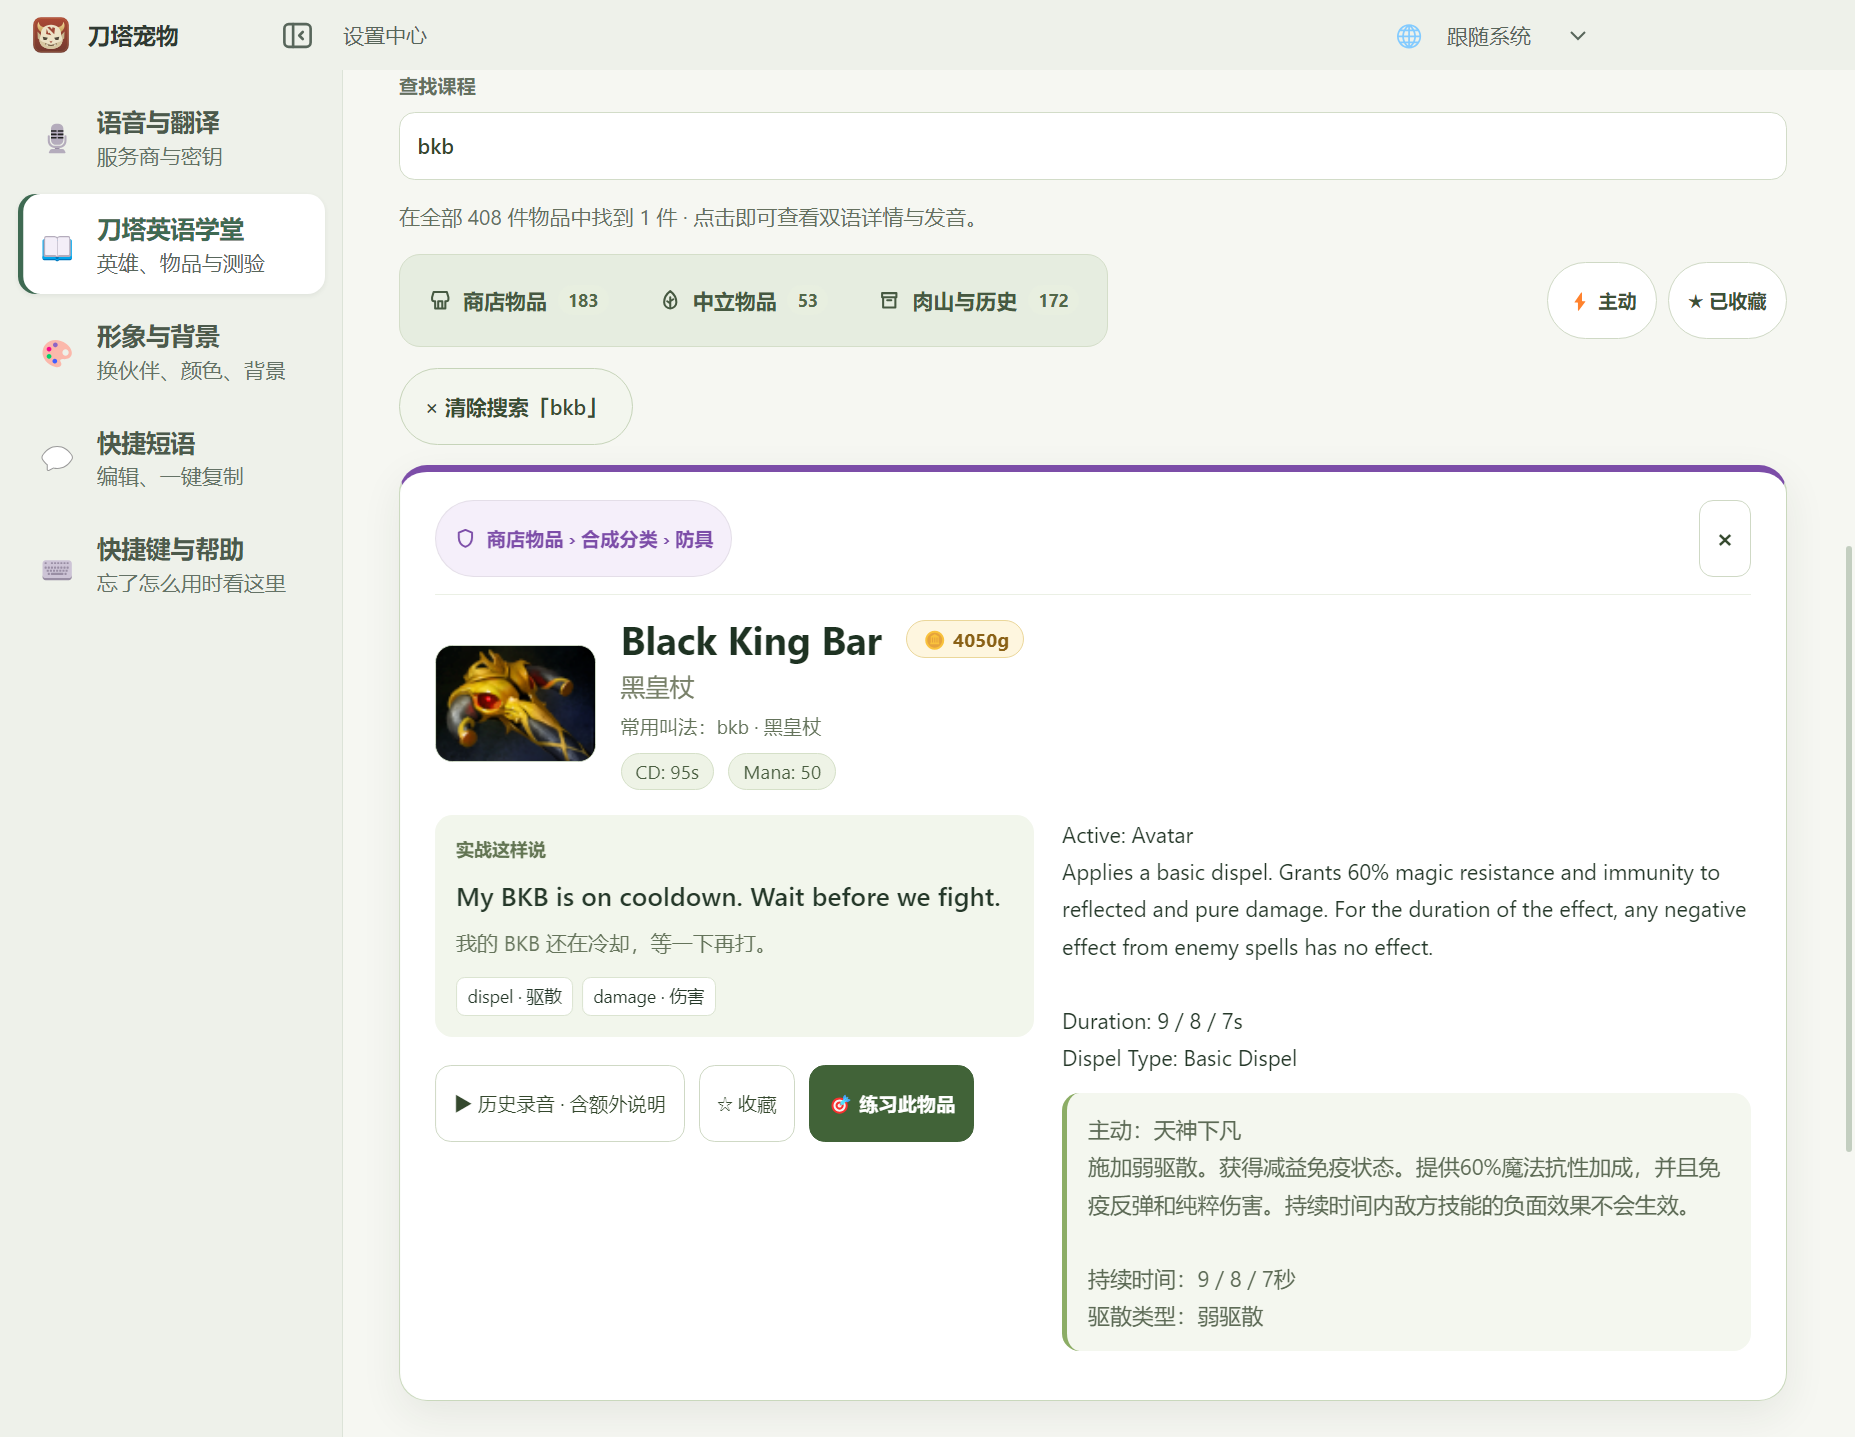 刀塔宠物
设置中心
跟随系统
语音与翻译
服务商与密钥
刀塔英语学堂
英雄、物品与测验
形象与背景
换伙伴、颜色、背景
快捷短语
编辑、一键复制
快捷键与帮助
忘了怎么用时看这里
查找课程
bkb
在全部 408 件物品中找到 1 件 · 点击即可查看双语详情与发音。
商店物品 183
中立物品 53
肉山与历史 172
主动
★ 已收藏
× 清除搜索「bkb」
商店物品 › 合成分类 › 防具
×
Black King Bar
4050g
黑皇杖
常用叫法：bkb · 黑皇杖
CD: 95s
Mana: 50
实战这样说
My BKB is on cooldown. Wait before we fight.
我的 BKB 还在冷却，等一下再打。
dispel · 驱散
damage · 伤害
▶ 历史录音 · 含额外说明
☆ 收藏
练习此物品
Active: Avatar
Applies a basic dispel. Grants 60% magic resistance and immunity to
reflected and pure damage. For the duration of the effect, any negative
effect from enemy spells has no effect.
Duration: 9 / 8 / 7s
Dispel Type: Basic Dispel
主动：天神下凡
施加弱驱散。获得减益免疫状态。提供60%魔法抗性加成，并且免
疫反弹和纯粹伤害。持续时间内敌方技能的负面效果不会生效。
持续时间：9 / 8 / 7秒
驱散类型：弱驱散